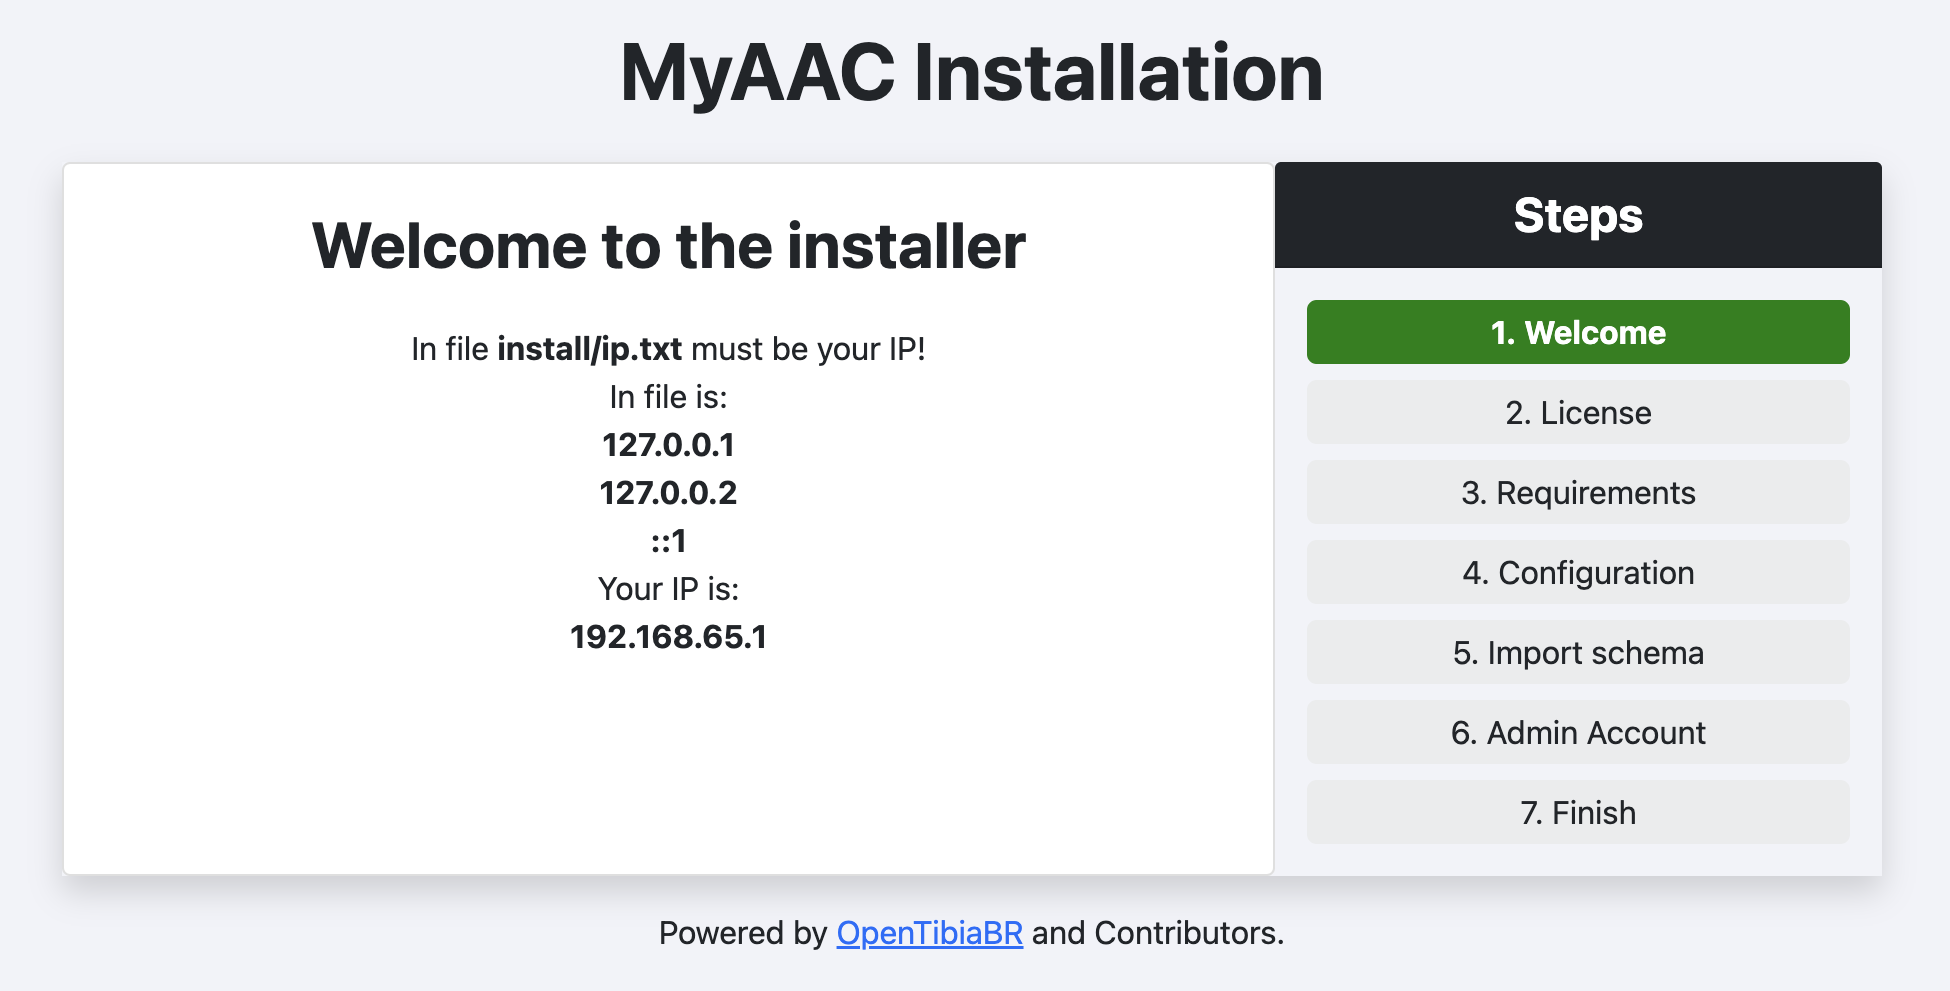 MyAAC Installation
Welcome to the installer
In file install/ip.txt must be your IP!
In file is:
127.0.0.1
127.0.0.2
::1
Your IP is:
192.168.65.1
Steps
1. Welcome
2. License
3. Requirements
4. Configuration
5. Import schema
6. Admin Account
7. Finish
Powered by OpenTibiaBR and Contributors.